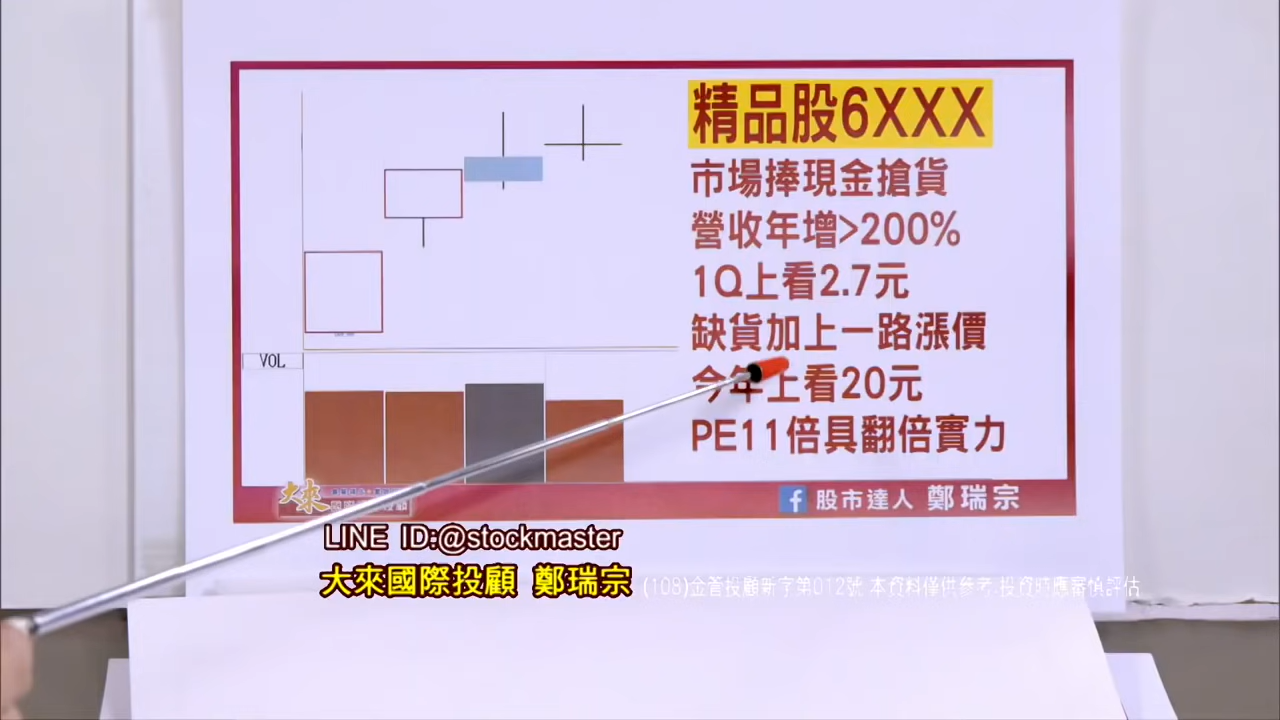 精品股6XXX
市場捧現金搶貨
營收年增>200%
1Q上看2.7元
缺貨加上一路漲價
今年上看20元
PE11倍具翻倍實力
VOL
大來
股市達人 鄭瑞宗
LINE ID:@stockmaster
大來國際投顧 鄭瑞宗
(108)金管投顧新字第012號 本資料僅供參考.投資時應審慎評估